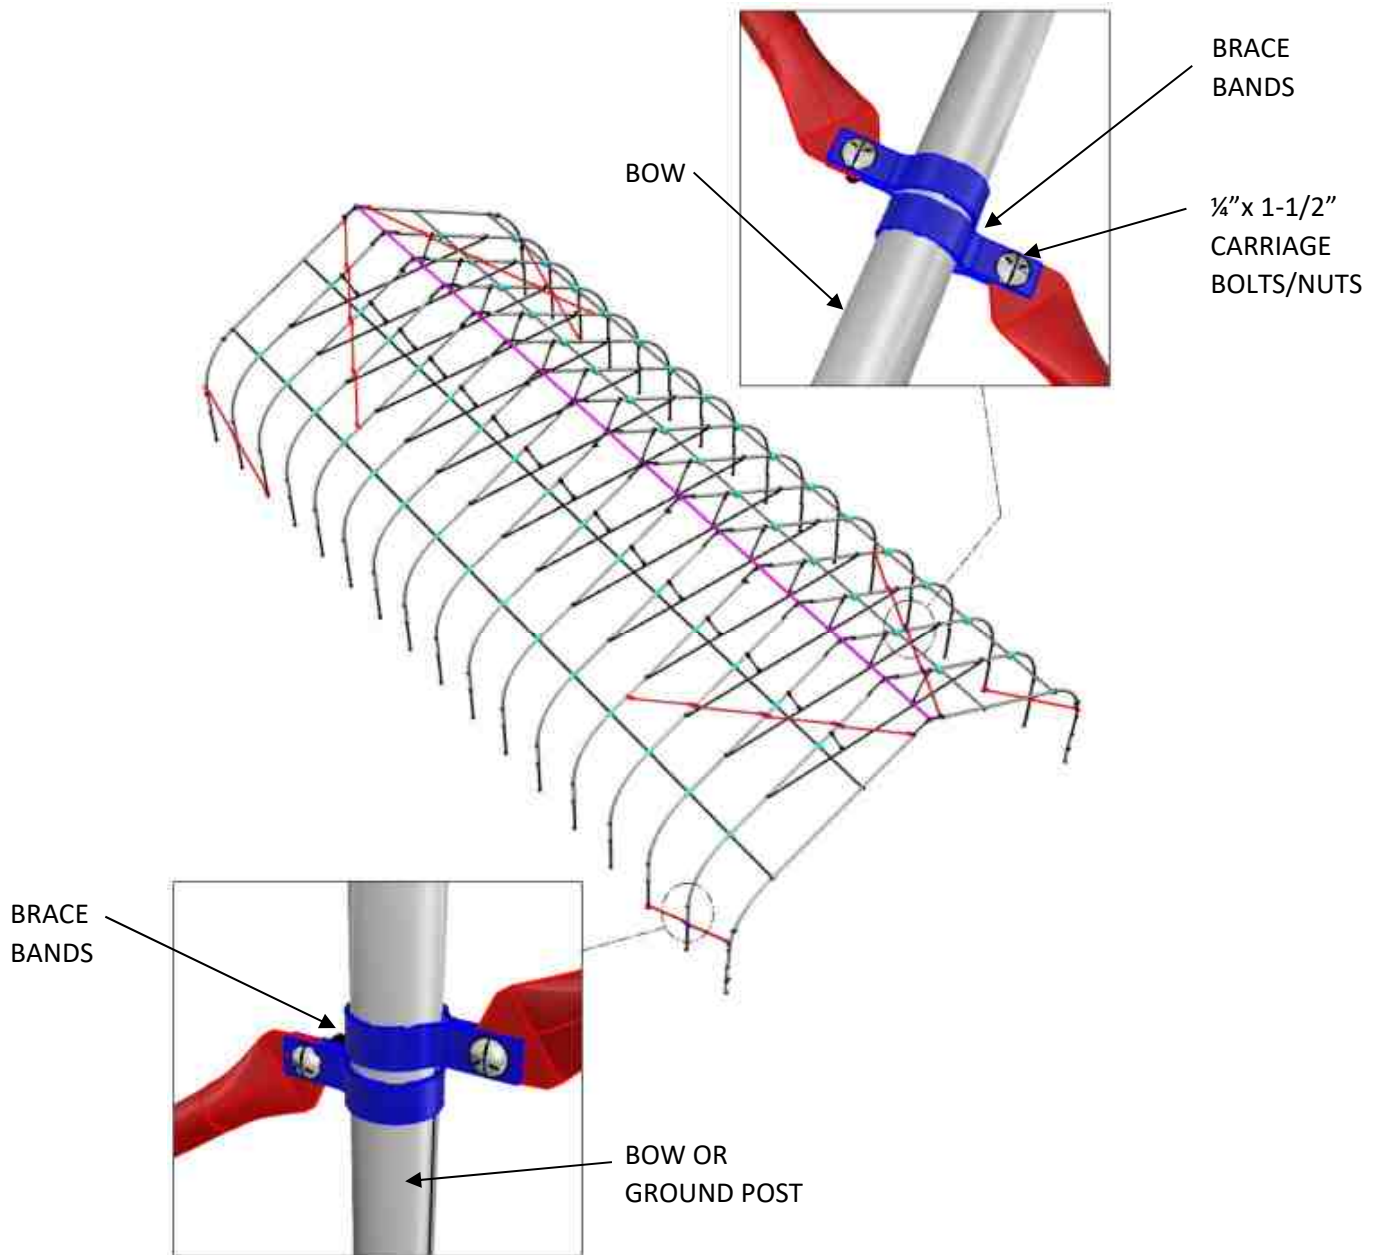 BRACE
BANDS
BOW
¼”x 1-1/2”
CARRIAGE
BOLTS/NUTS
BRACE
BANDS
BOW OR
GROUND POST